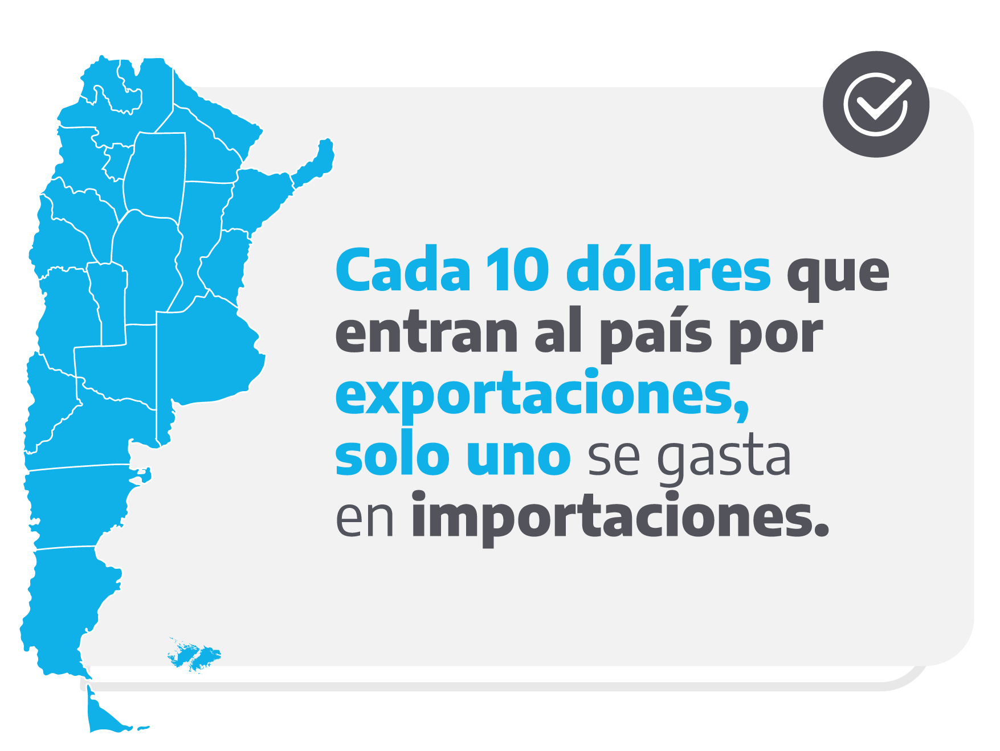 Cada 10 dólares que
entran al país por
exportaciones,
solo uno se gasta
en importaciones.